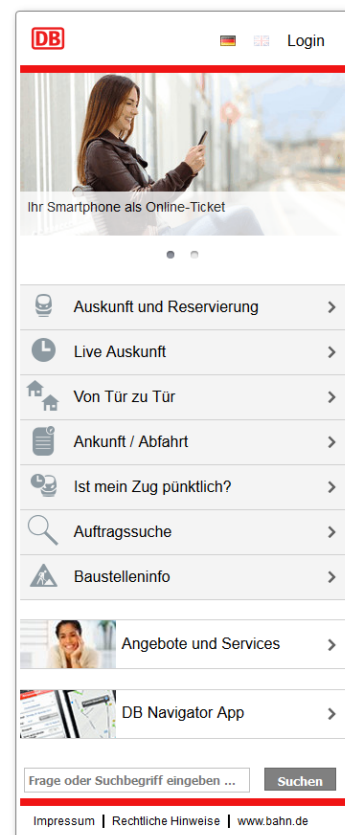 DB
Login
Ihr Smartphone als Online-Ticket
Auskunft und Reservierung
Live Auskunft
Von Tür zu Tür
Ankunft / Abfahrt
Ist mein Zug pünktlich?
Auftragssuche
Baustelleninfo
Angebote und Services
DB Navigator App
Frage oder Suchbegriff eingeben ... Suchen
Impressum | Rechtliche Hinweise | www.bahn.de